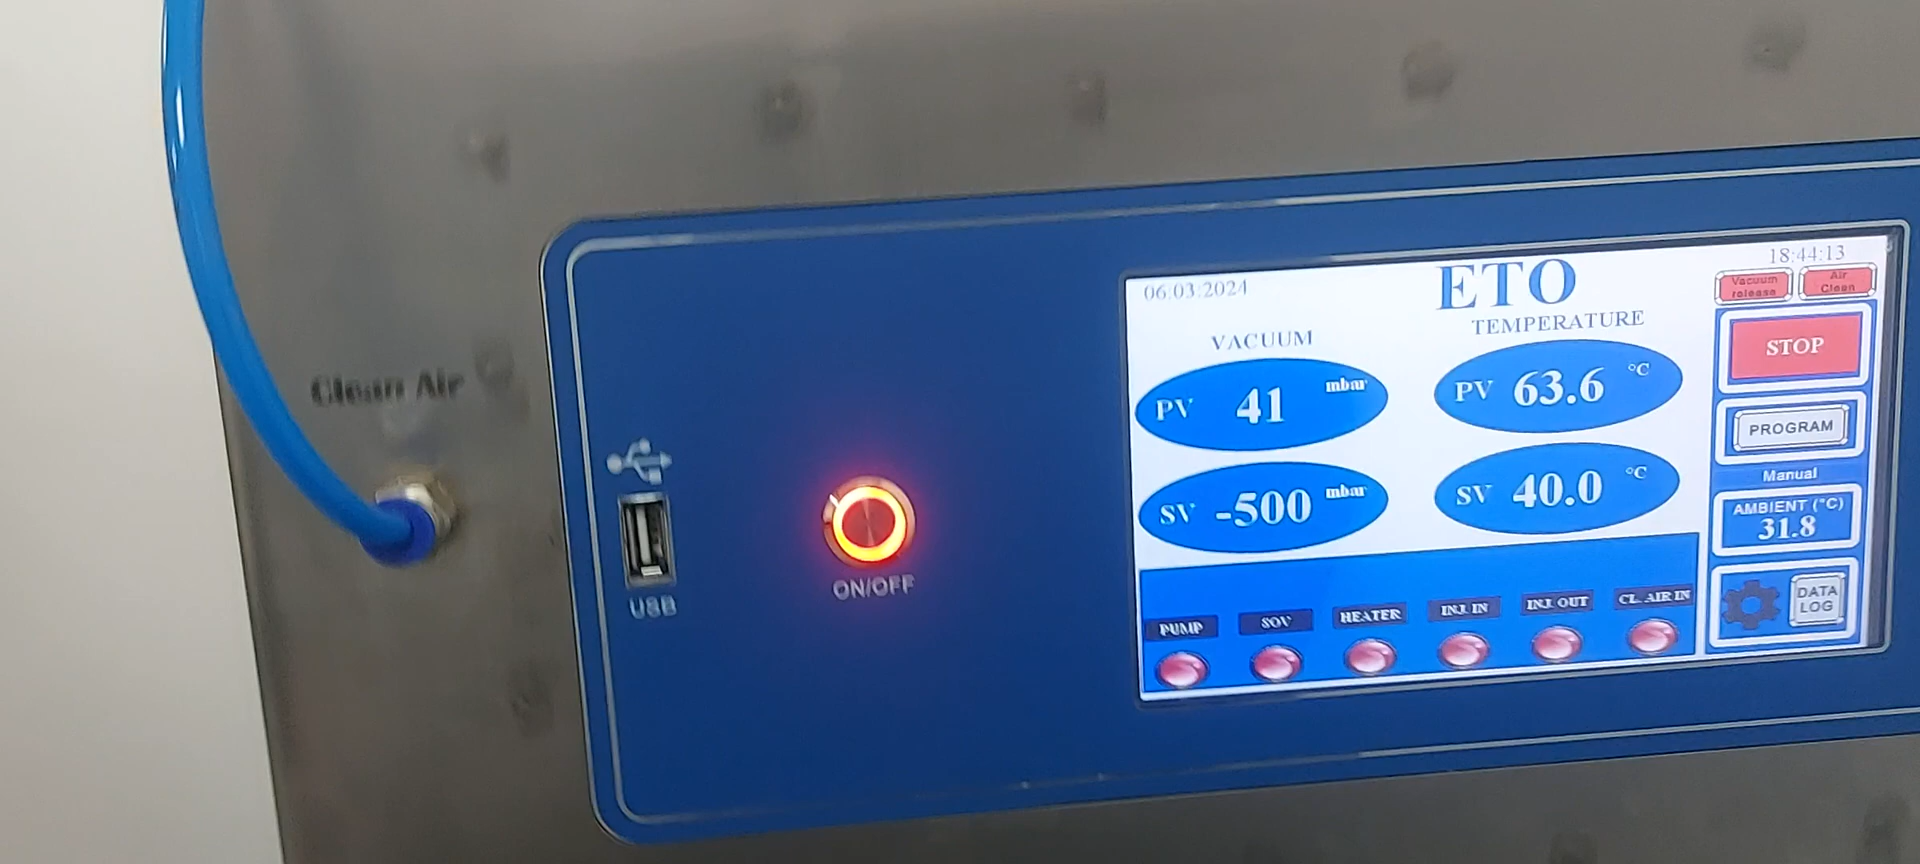 Clean Air
USB
ON/OFF
06:03:2024
ETO
18:44:13
Vacuum release
Air Clean
VACUUM
TEMPERATURE
PV 41 mbar
PV 63.6 °C
SV -500 mbar
SV 40.0 °C
STOP
PROGRAM
Manual
AMBIENT (°C)
31.8
DATA LOG
PUMP
SOV
HEATER
INJ. IN
INJ. OUT
CL. AIR IN